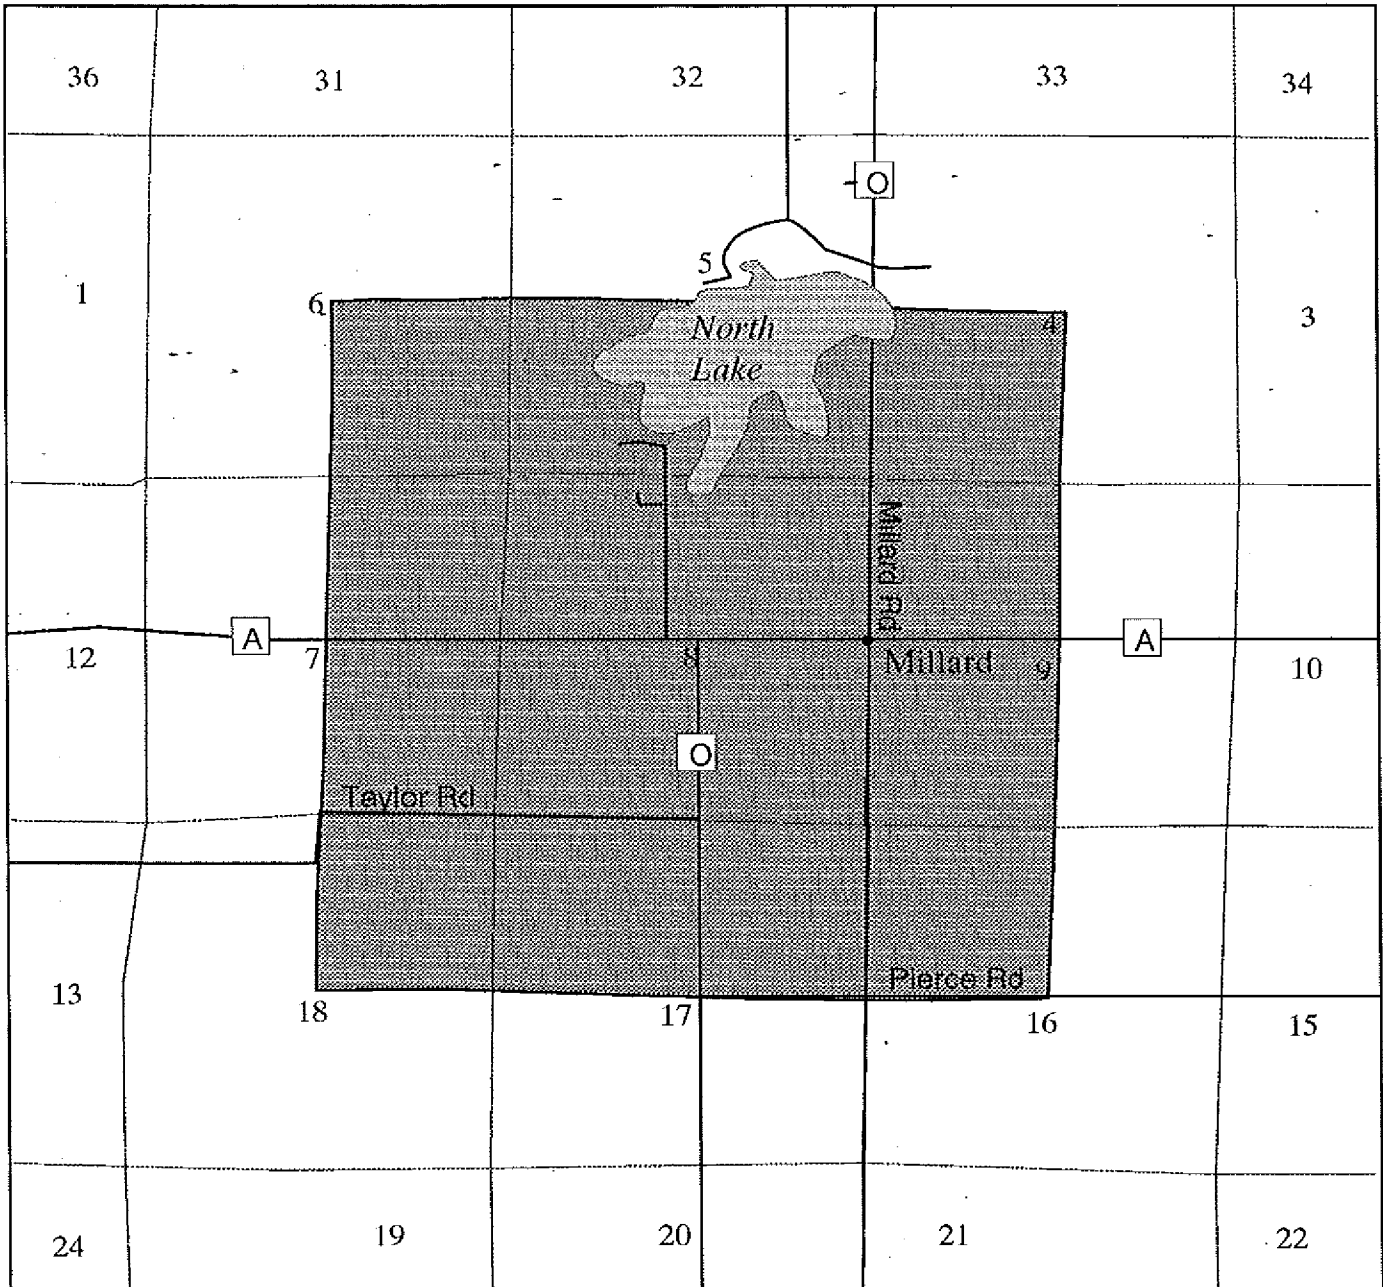 36 31 32 33 34
O
5
1 6 3
4
North
Lake
Millard Rd
A A
12 7 8 Millard 9 10
O
Taylor Rd
Pierce Rd
13 18 17 16 15
24 19 20 21 22